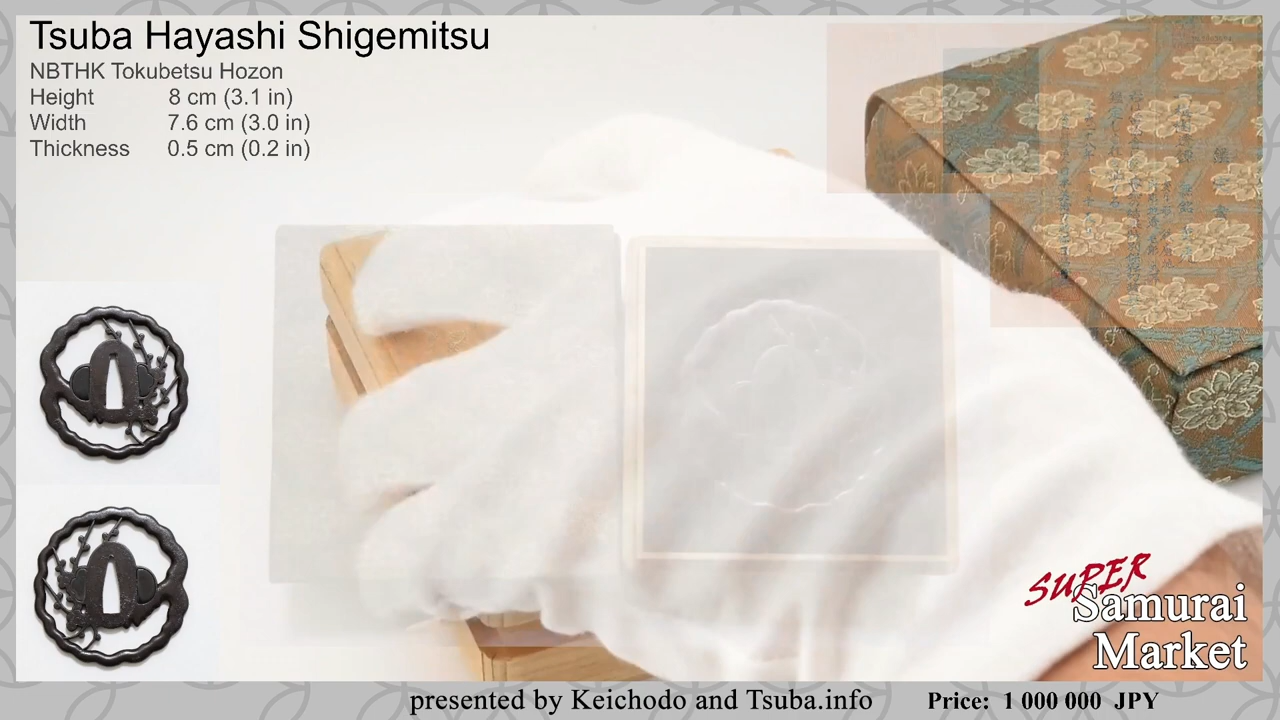 Tsuba Hayashi Shigemitsu
NBTHK Tokubetsu Hozon
Height 8 cm (3.1 in)
Width 7.6 cm (3.0 in)
Thickness 0.5 cm (0.2 in)
SUPER
Samurai
Market
presented by Keichodo and Tsuba.info
Price: 1 000 000 JPY